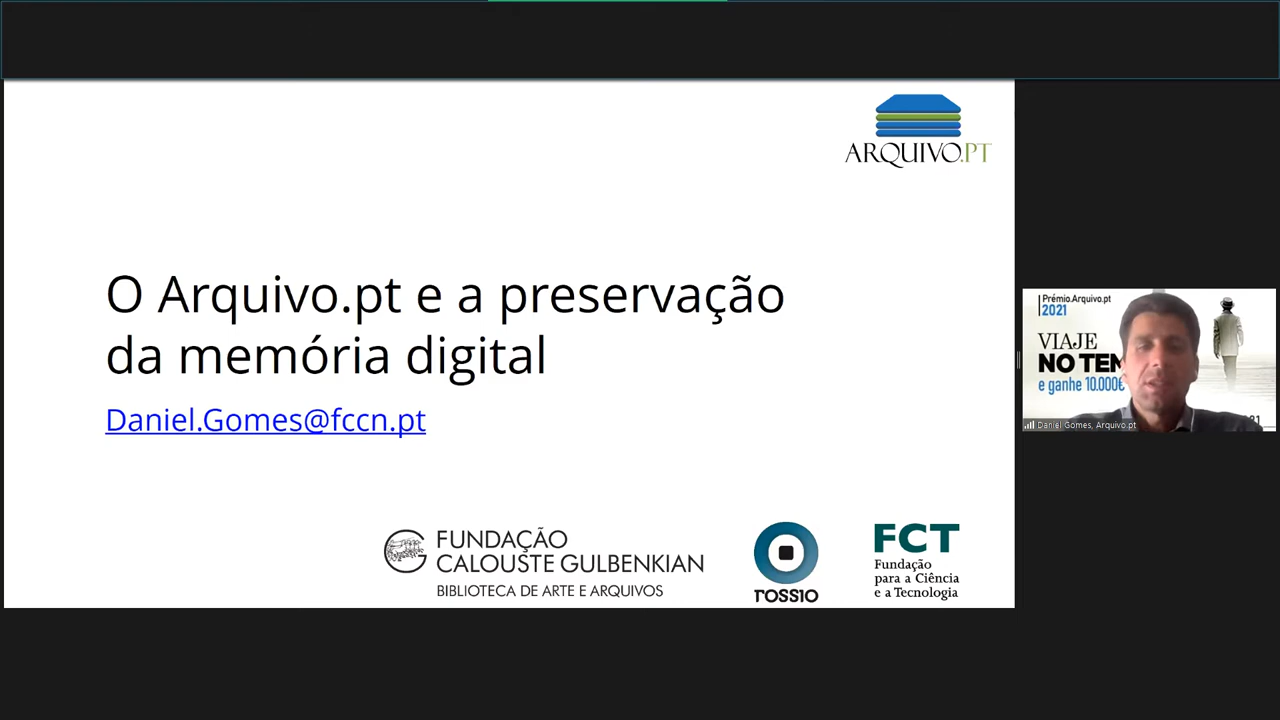 ARQUIVO.PT
O Arquivo.pt e a preservação
da memória digital
Daniel.Gomes@fccn.pt
FUNDAÇÃO
CALOUSTE GULBENKIAN
BIBLIOTECA DE ARTE E ARQUIVOS
rossio
FCT
Fundação
para a Ciência
e a Tecnologia
Prémio.Arquivo.pt
2021
VIAJE
NO TEM
e ganhe 10.000€
Daniel Gomes, Arquivo.pt